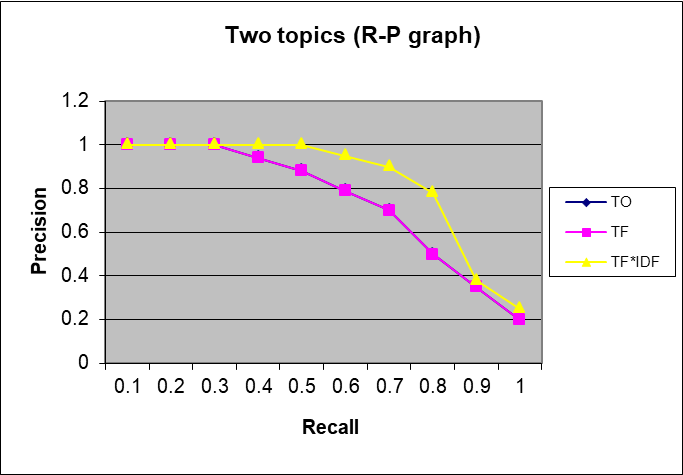 Two topics (R-P graph)
1.2
1
0.8
0.6
0.4
0.2
0
Precision
0.1 0.2 0.3 0.4 0.5 0.6 0.7 0.8 0.9 1
Recall
TO
TF
TF*IDF